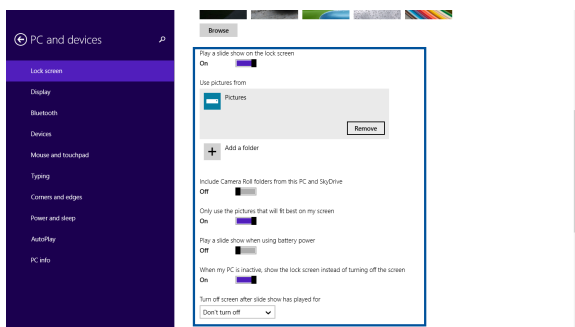 PC and devices
Lock screen
Display
Bluetooth
Devices
Mouse and touchpad
Typing
Corners and edges
Power and sleep
AutoPlay
PC info
Browse
Play a slide show on the lock screen
On
Use pictures from
Pictures
Remove
Add a folder
Include Camera Roll folders from this PC and SkyDrive
Off
Only use the pictures that will fit best on my screen
On
Play a slide show when using battery power
Off
When my PC is inactive, show the lock screen instead of turning off the screen
On
Turn off screen after slide show has played for
Don't turn off